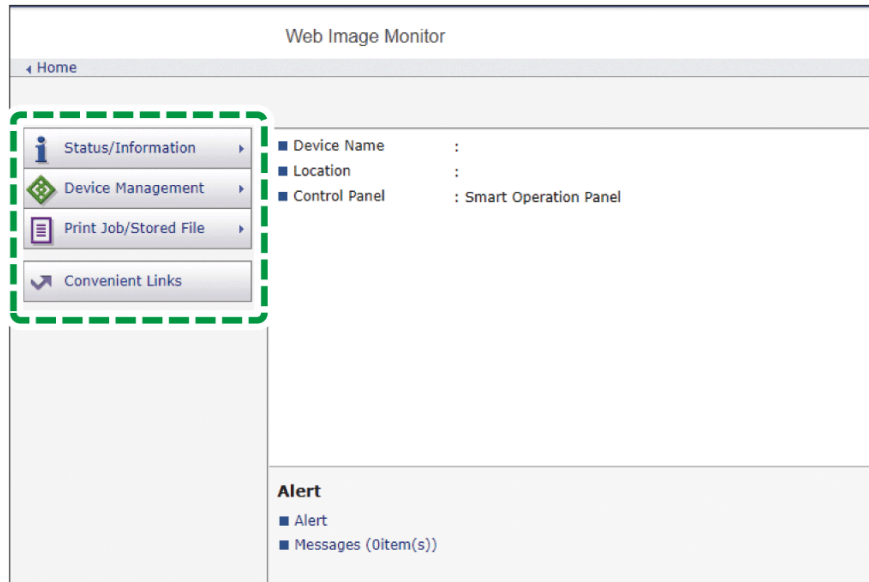 Web Image Monitor
Home
Status/Information
Device Management
Print Job/Stored File
Convenient Links
Device Name :
Location :
Control Panel : Smart Operation Panel
Alert
Alert
Messages (0item(s))